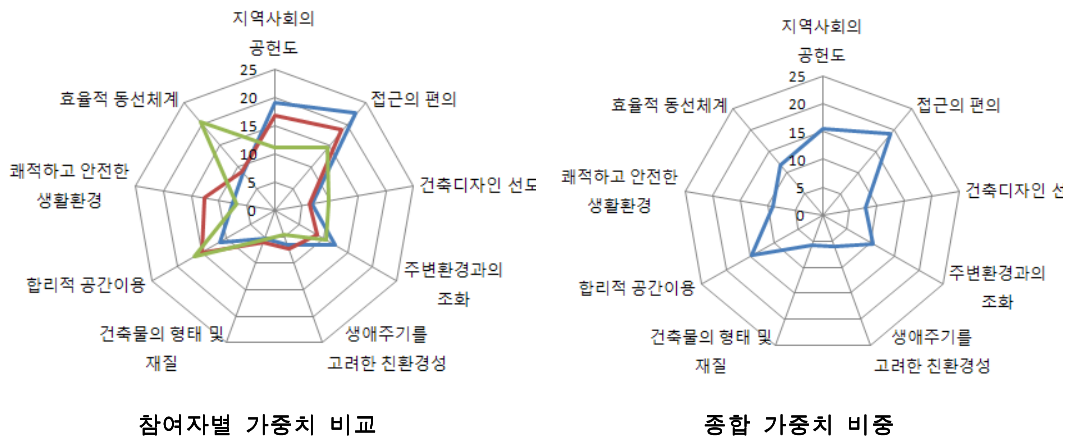 지역사회의
공헌도
25
20
15
10
5
0
접근의 편의
건축디자인 선도
주변환경과의
조화
생애주기를
고려한 친환경성
건축물의 형태 및
재질
합리적 공간이용
쾌적하고 안전한
생활환경
효율적 동선체계
참여자별 가중치 비교
지역사회의
공헌도
25
20
15
10
5
0
접근의 편의
건축디자인 선
주변환경과의
조화
생애주기를
고려한 친환경성
건축물의 형태 및
재질
합리적 공간이용
쾌적하고 안전한
생활환경
효율적 동선체계
종합 가중치 비중